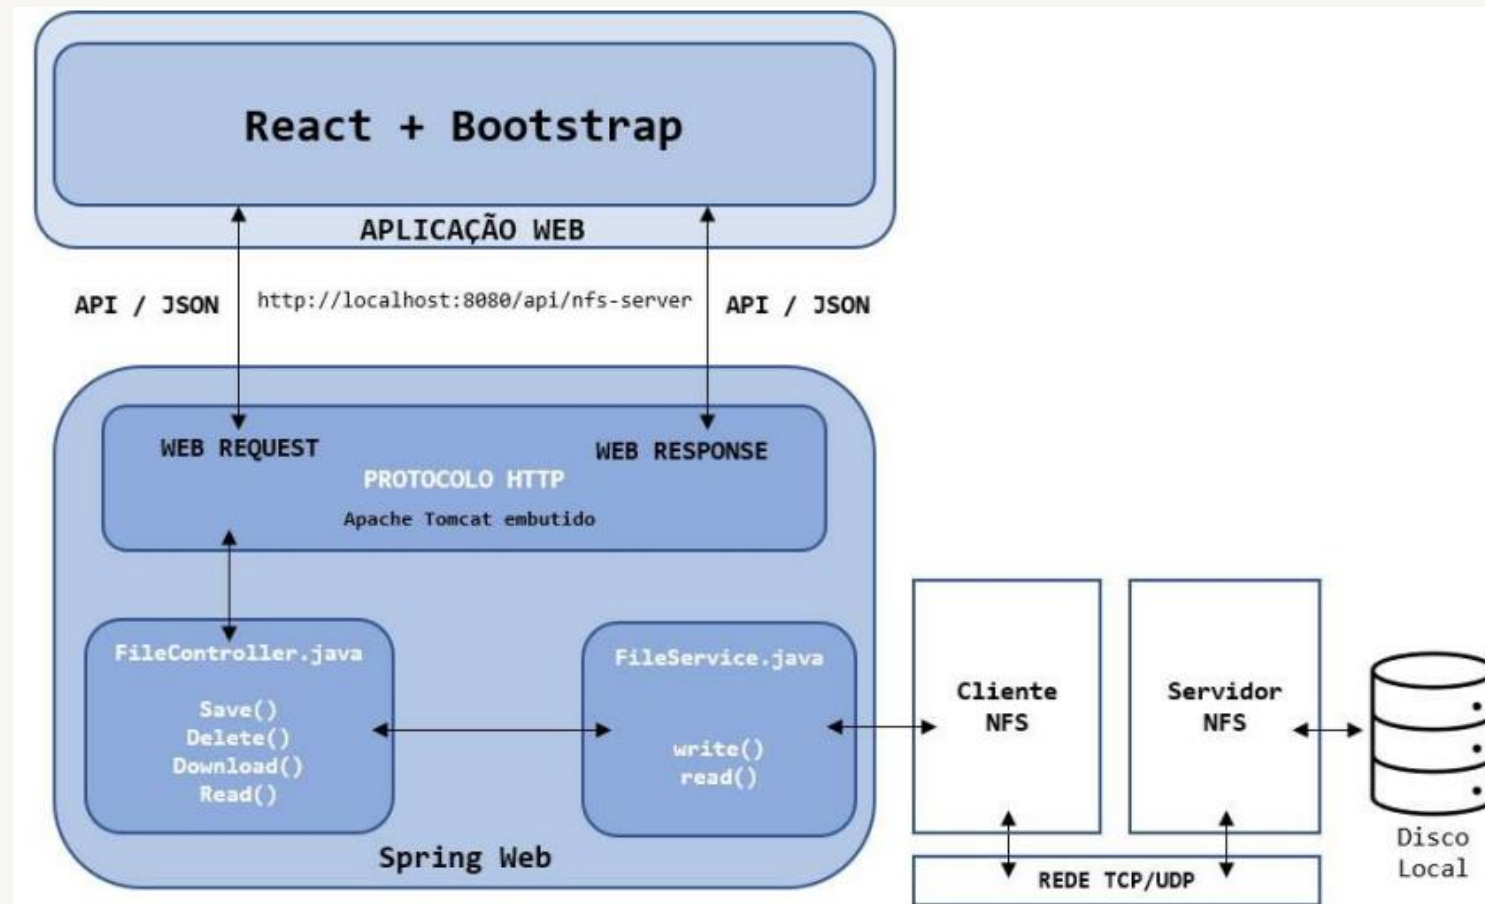 React + Bootstrap
APLICAÇÃO WEB
API / JSON
http://localhost:8080/api/nfs-server
API / JSON
WEB REQUEST
WEB RESPONSE
PROTOCOLO HTTP
Apache Tomcat embutido
FileController.java
Save()
Delete()
Download()
Read()
FileService.java
write()
read()
Spring Web
Cliente
NFS
Servidor
NFS
REDE TCP/UDP
Disco
Local